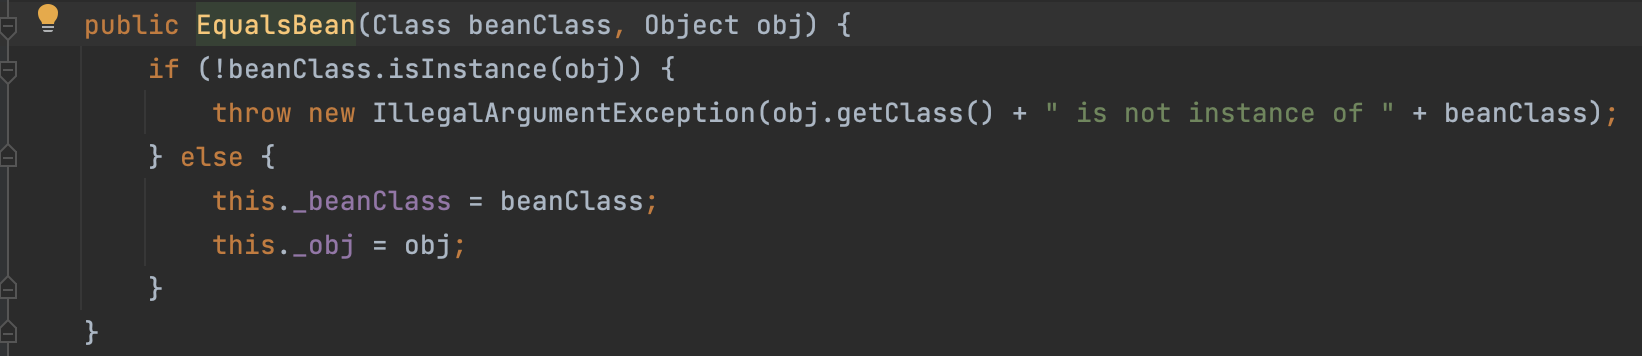 public EqualsBean(Class beanClass, Object obj) {
if (!beanClass.isInstance(obj)) {
throw new IllegalArgumentException(obj.getClass() + " is not instance of " + beanClass);
} else {
this._beanClass = beanClass;
this._obj = obj;
}
}